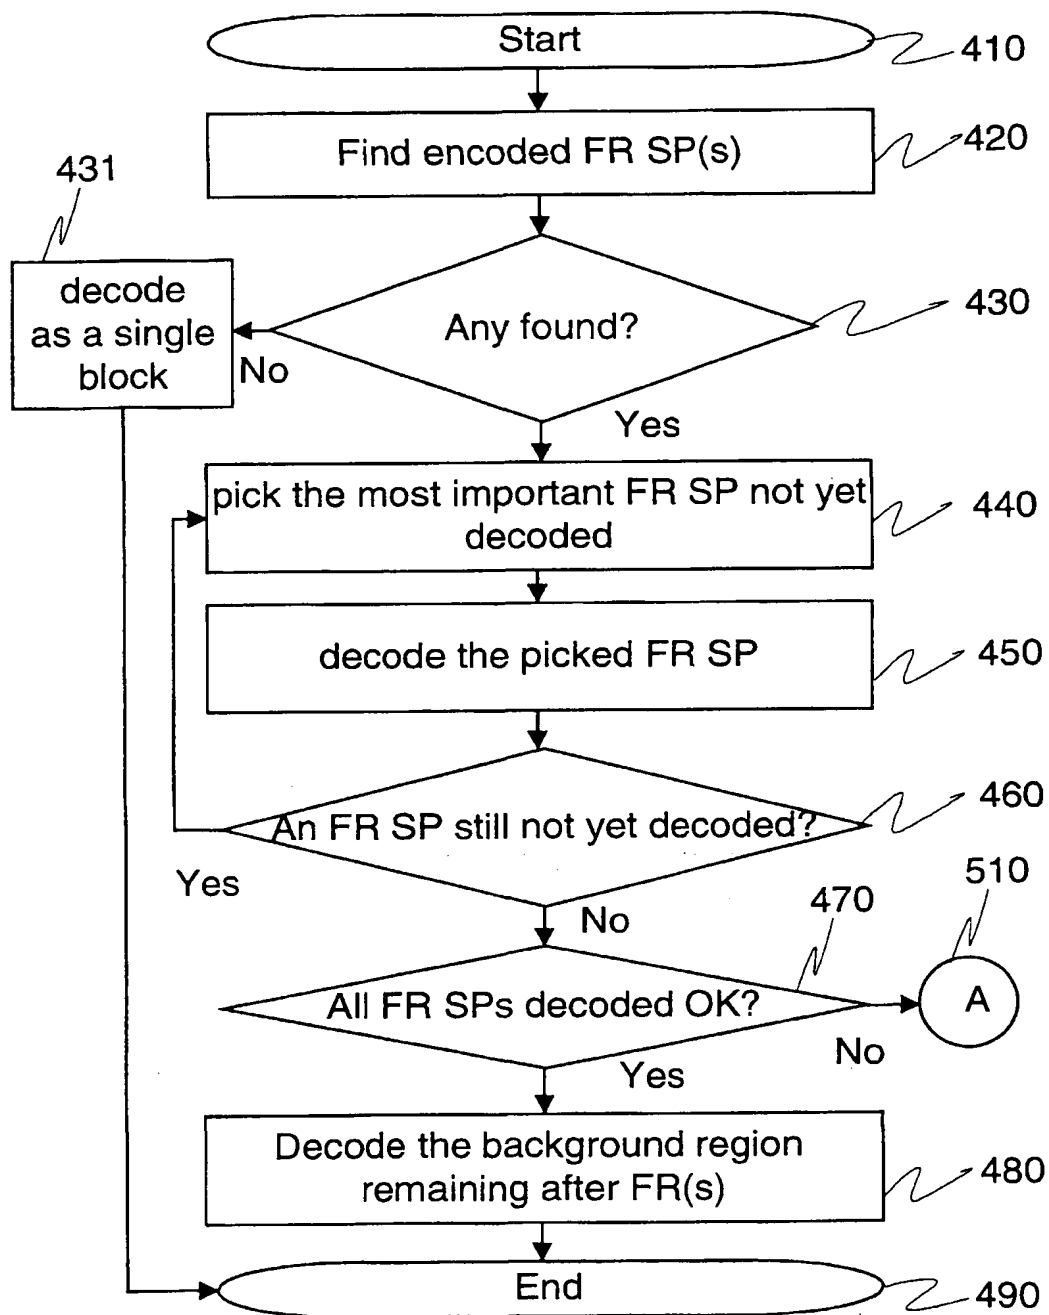 Start
410
Find encoded FR SP(s)
420
431
decode
as a single
block
Any found?
430
No
Yes
pick the most important FR SP not yet
decoded
440
decode the picked FR SP
450
An FR SP still not yet decoded?
460
Yes
No
470
510
All FR SPs decoded OK?
A
No
Yes
Decode the background region
remaining after FR(s)
480
End
490